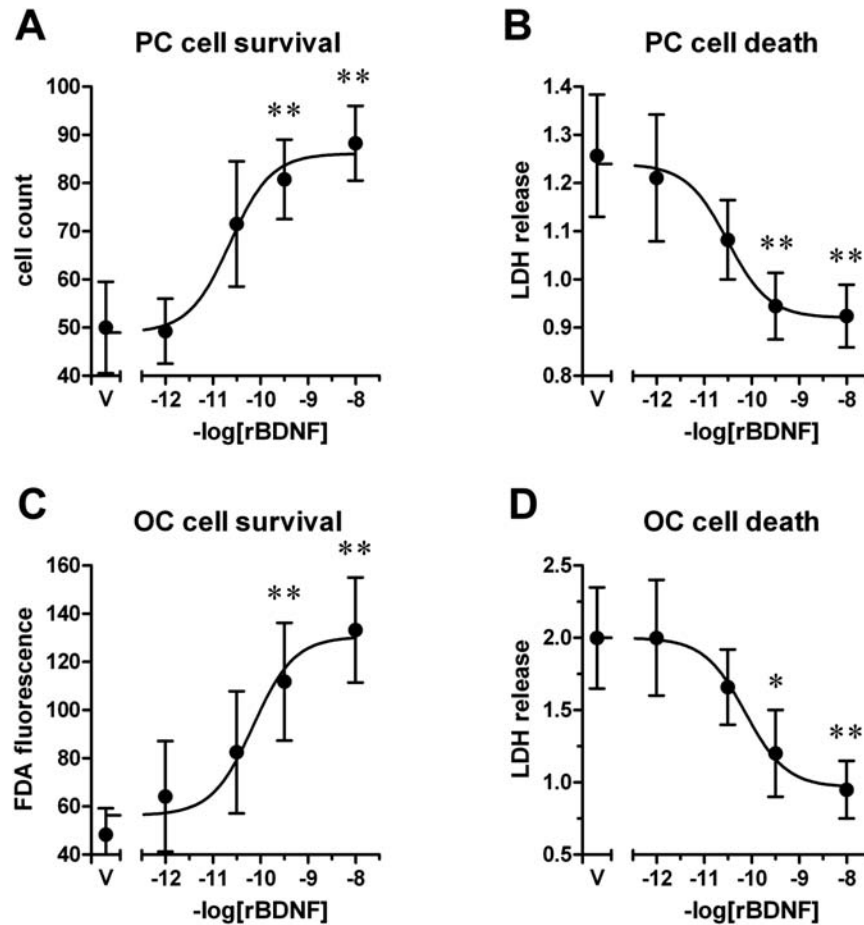 A
PC cell survival
100
90
80
70
60
50
40
cell count
** **
V -12 -11 -10 -9 -8
-log[rBDNF]
B
PC cell death
1.4
1.3
1.2
1.1
1.0
0.9
0.8
LDH release
** **
V -12 -11 -10 -9 -8
-log[rBDNF]
C
OC cell survival
160
140
120
100
80
60
40
FDA fluorescence
** **
V -12 -11 -10 -9 -8
-log[rBDNF]
D
OC cell death
2.5
2.0
1.5
1.0
0.5
LDH release
* **
V -12 -11 -10 -9 -8
-log[rBDNF]